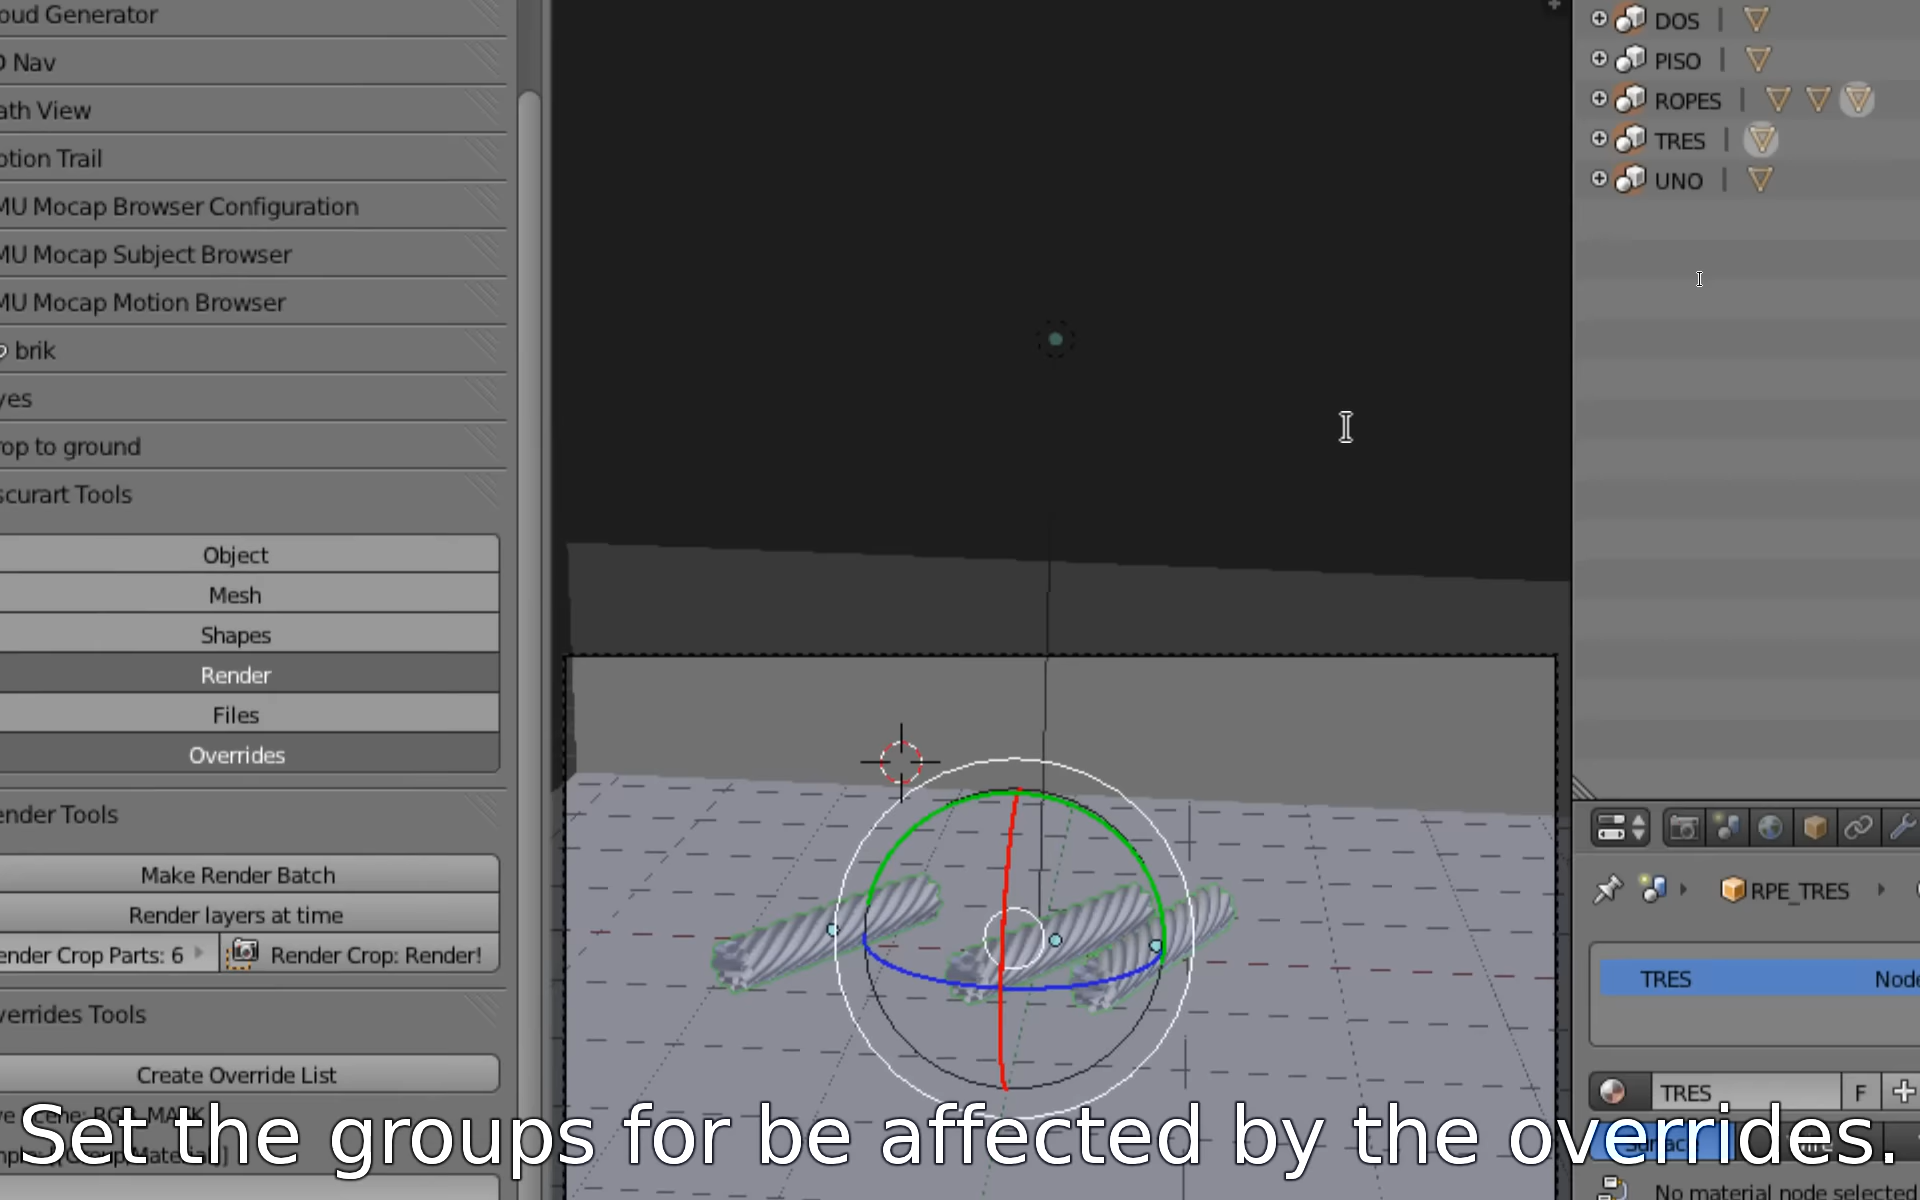 oud Generator
D Nav
ath View
otion Trail
MU Mocap Browser Configuration
MU Mocap Subject Browser
MU Mocap Motion Browser
brik
yes
rop to ground
scurart Tools
Object
Mesh
Shapes
Render
Files
Overrides
ender Tools
Make Render Batch
Render layers at time
ender Crop Parts: 6
Render Crop: Render!
verrides Tools
Create Override List
DOS
PISO
ROPES
TRES
UNO
RPE_TRES
TRES Node
TRES F
No material node selected
Set the groups for be affected by the overrides.